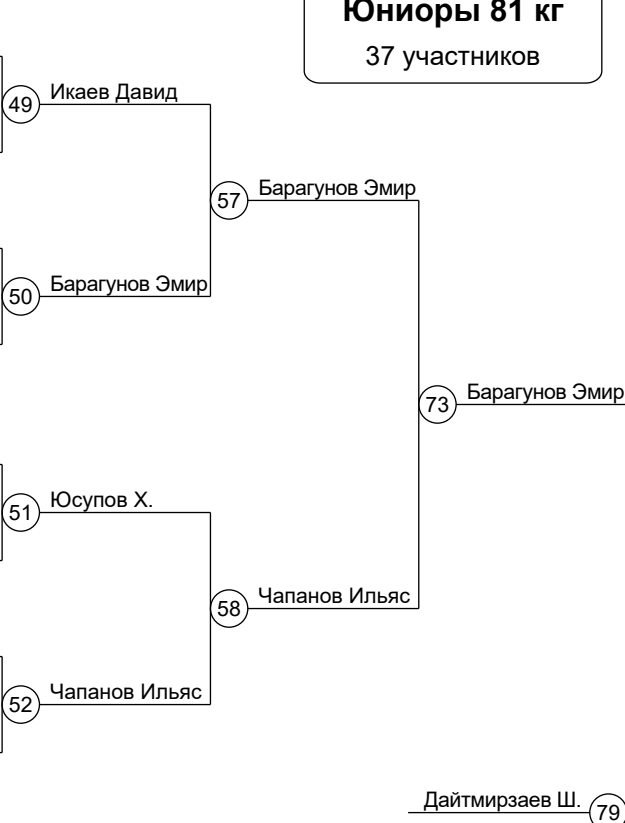 Юниоры 81 кг
37 участников
49 Икаев Давид
57 Барагунов Эмир
50 Барагунов Эмир
73 Барагунов Эмир
51 Юсупов Х.
58 Чапанов Ильяс
52 Чапанов Ильяс
Дайтмирзаев Ш. 79